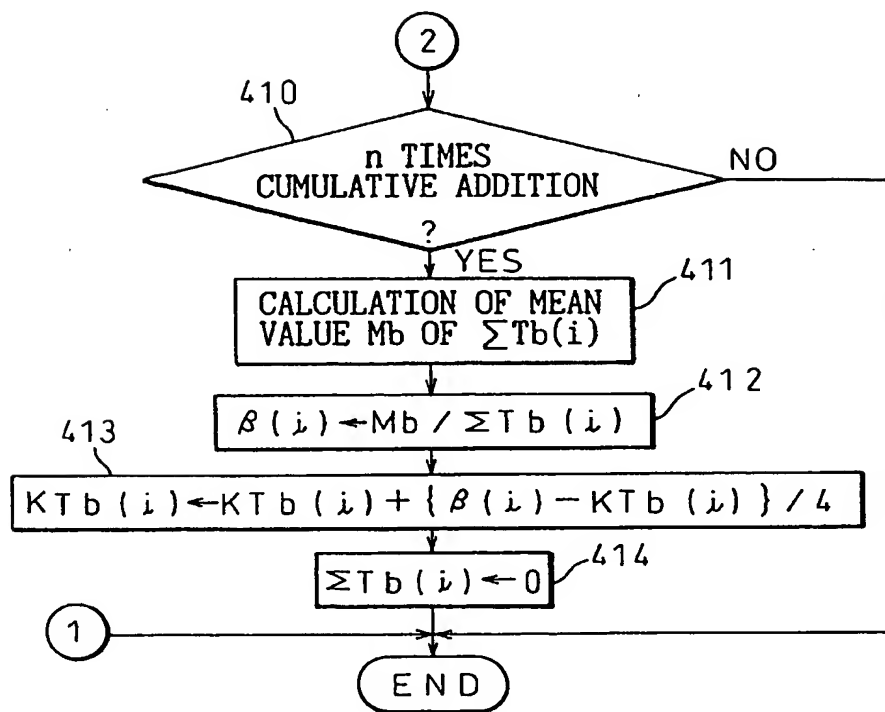 2
410
n TIMES
CUMULATIVE ADDITION
?
NO
YES
411
CALCULATION OF MEAN
VALUE Mb OF ΣTb(i)
412
β(i)←Mb/ΣTb(i)
413
KTb(i)←KTb(i)+{β(i)-KTb(i)}/4
414
ΣTb(i)←0
1
END